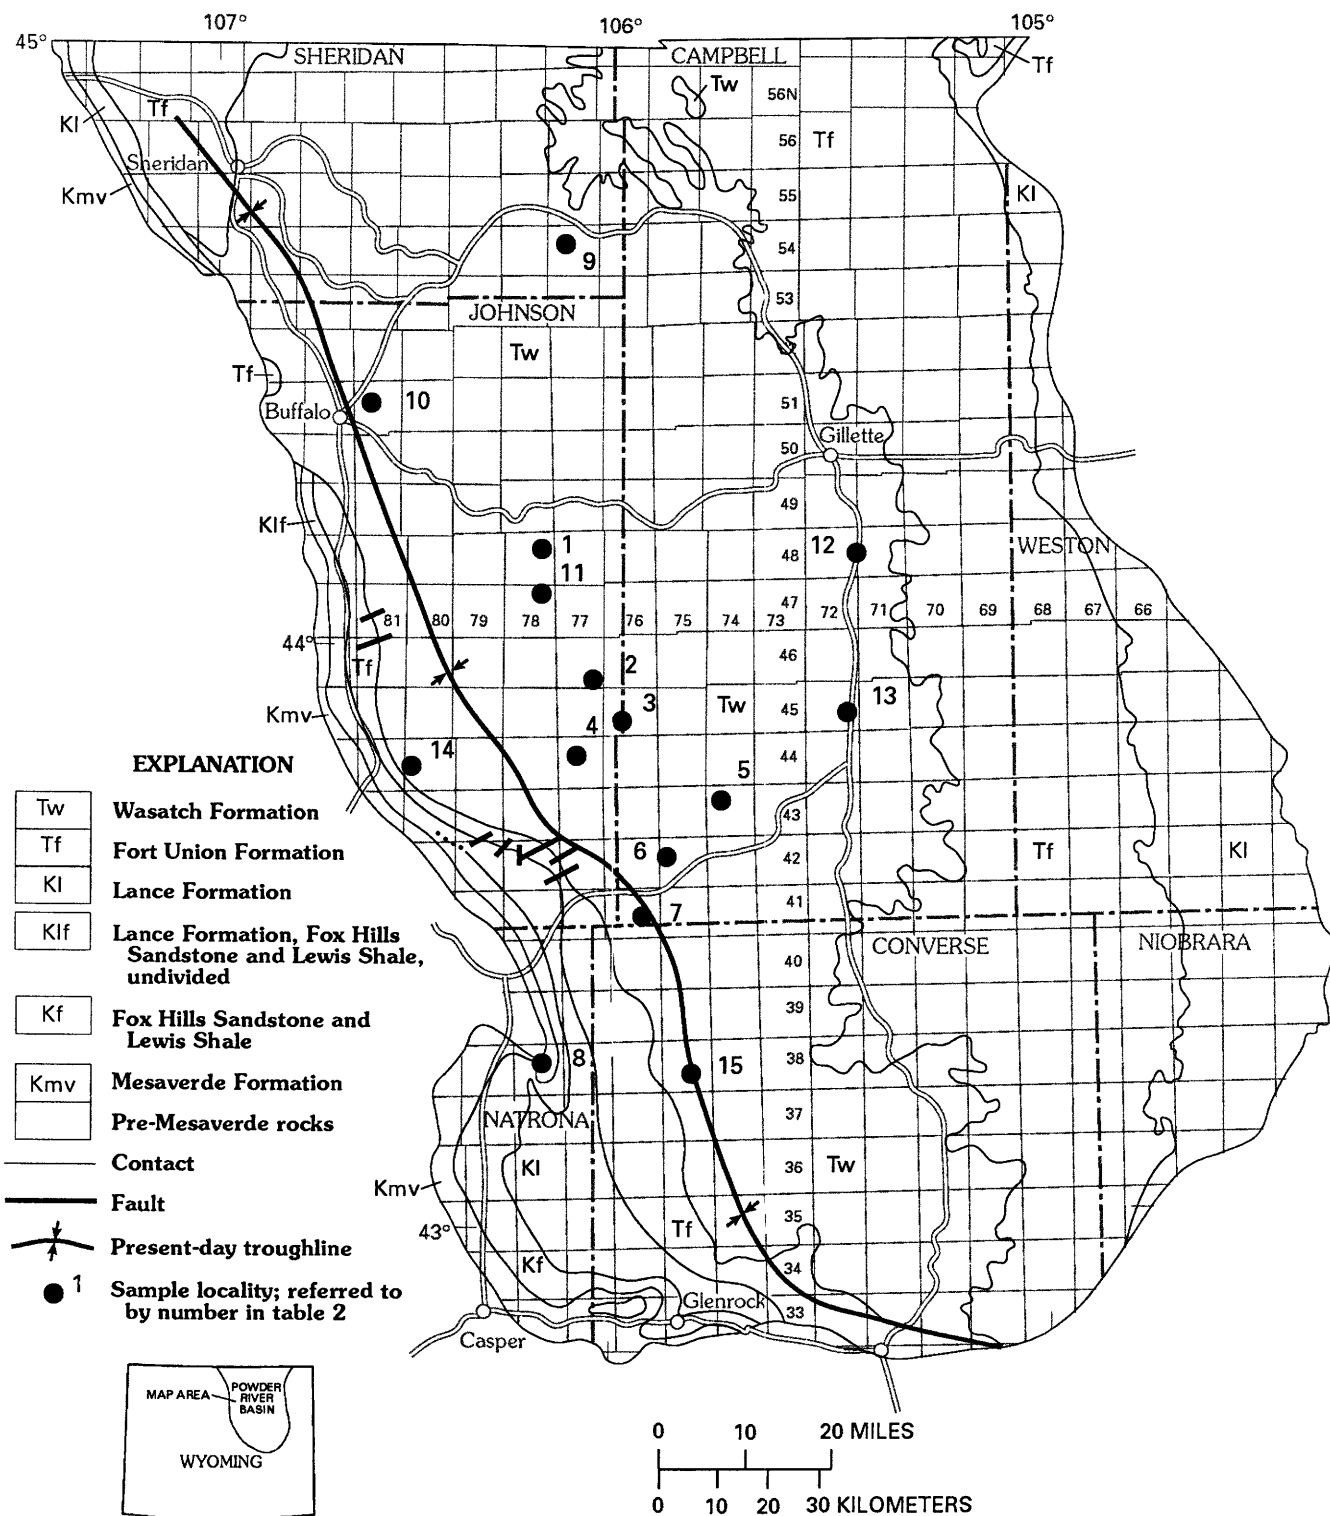 107°
106°
105°
45°
SHERIDAN
CAMPBELL
Tf
Tw
56N
Tf
Kl
56
Tf
Sheridan
Kmv
55
Kl
54
9
53
JOHNSON
Tw
Tf
10
51
Buffalo
Gillette
50
49
Klf
1
12
48
WESTON
11
47
81
80
79
78
77
76
75
74
73
72
71
70
69
68
67
66
44°
46
Tf
2
13
Kmv
3
Tw
45
4
14
44
5
EXPLANATION
Tw
Wasatch Formation
43
Tf
Fort Union Formation
6
42
Tf
Kl
Kl
Lance Formation
41
7
Klf
Lance Formation, Fox Hills
Sandstone and Lewis Shale,
undivided
CONVERSE
NIOBRARA
40
39
Kf
Fox Hills Sandstone and
Lewis Shale
8
15
38
Kmv
Mesaverde Formation
NATRONA
37
Pre-Mesaverde rocks
Contact
Kl
36
Tw
Kmv
Fault
35
43°
Tf
Present-day troughline
Kf
34
1
Sample locality; referred to
by number in table 2
Glenrock
33
Casper
MAP AREA
POWDER
RIVER
BASIN
WYOMING
0 10 20 MILES
0 10 20 30 KILOMETERS